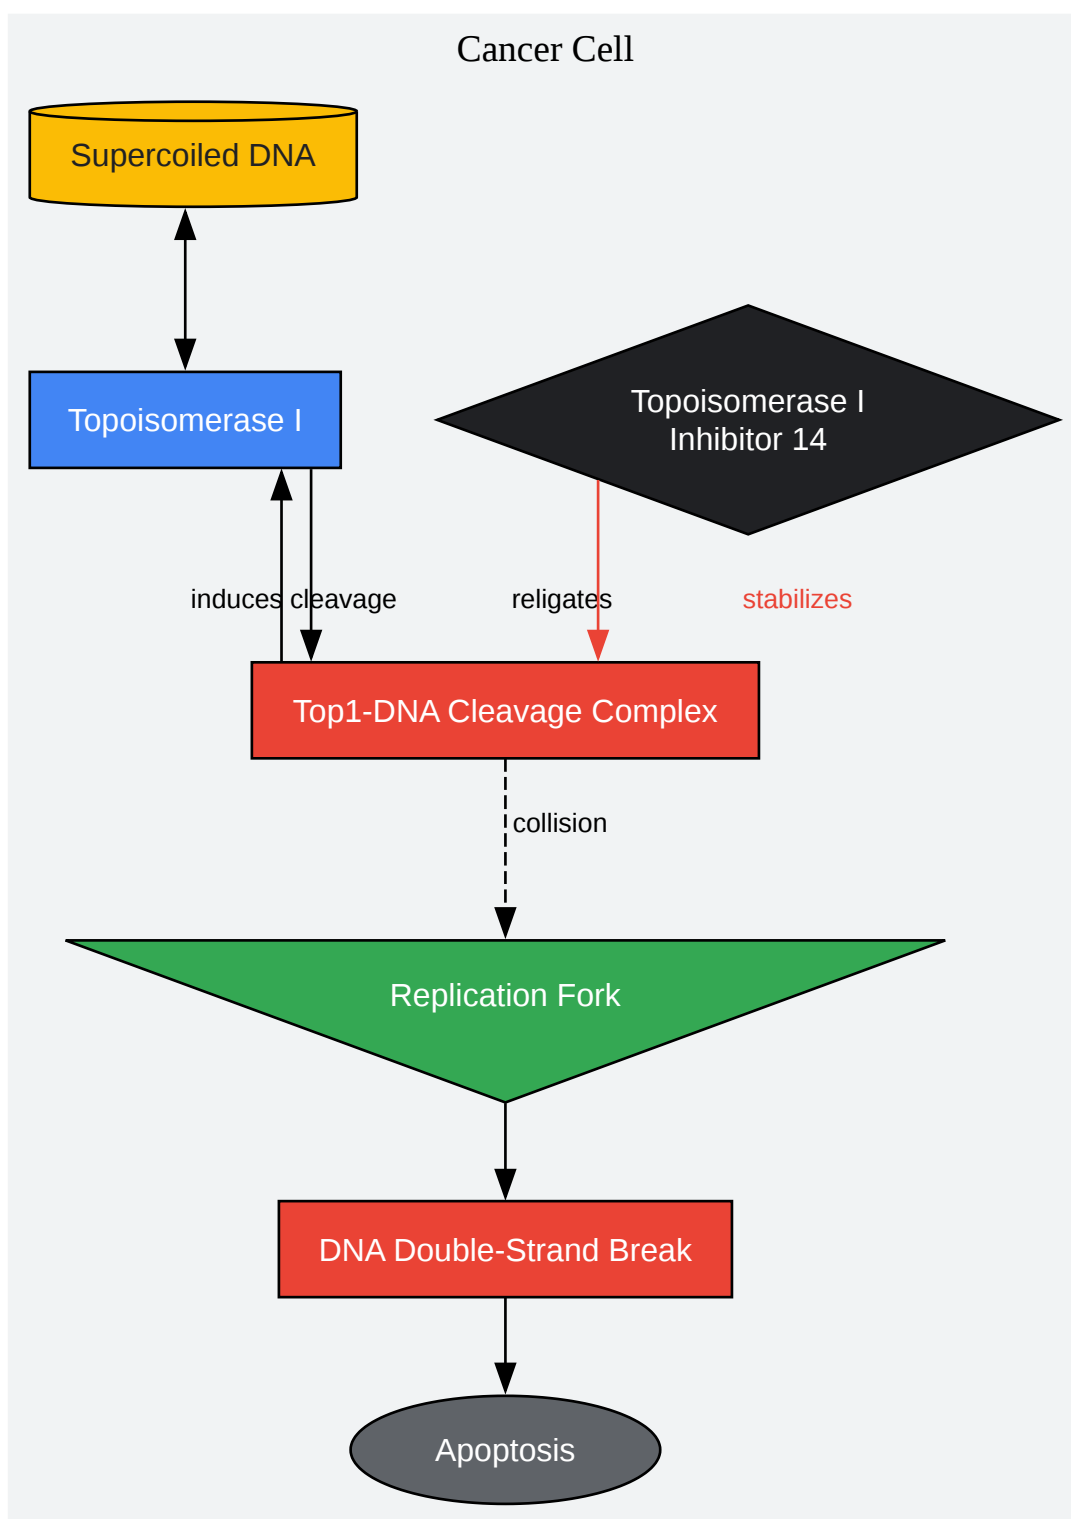 Cancer Cell
Supercoiled DNA
Topoisomerase I
Topoisomerase I
Inhibitor 14
induces cleavage
religates
stabilizes
Top1-DNA Cleavage Complex
collision
Replication Fork
DNA Double-Strand Break
Apoptosis